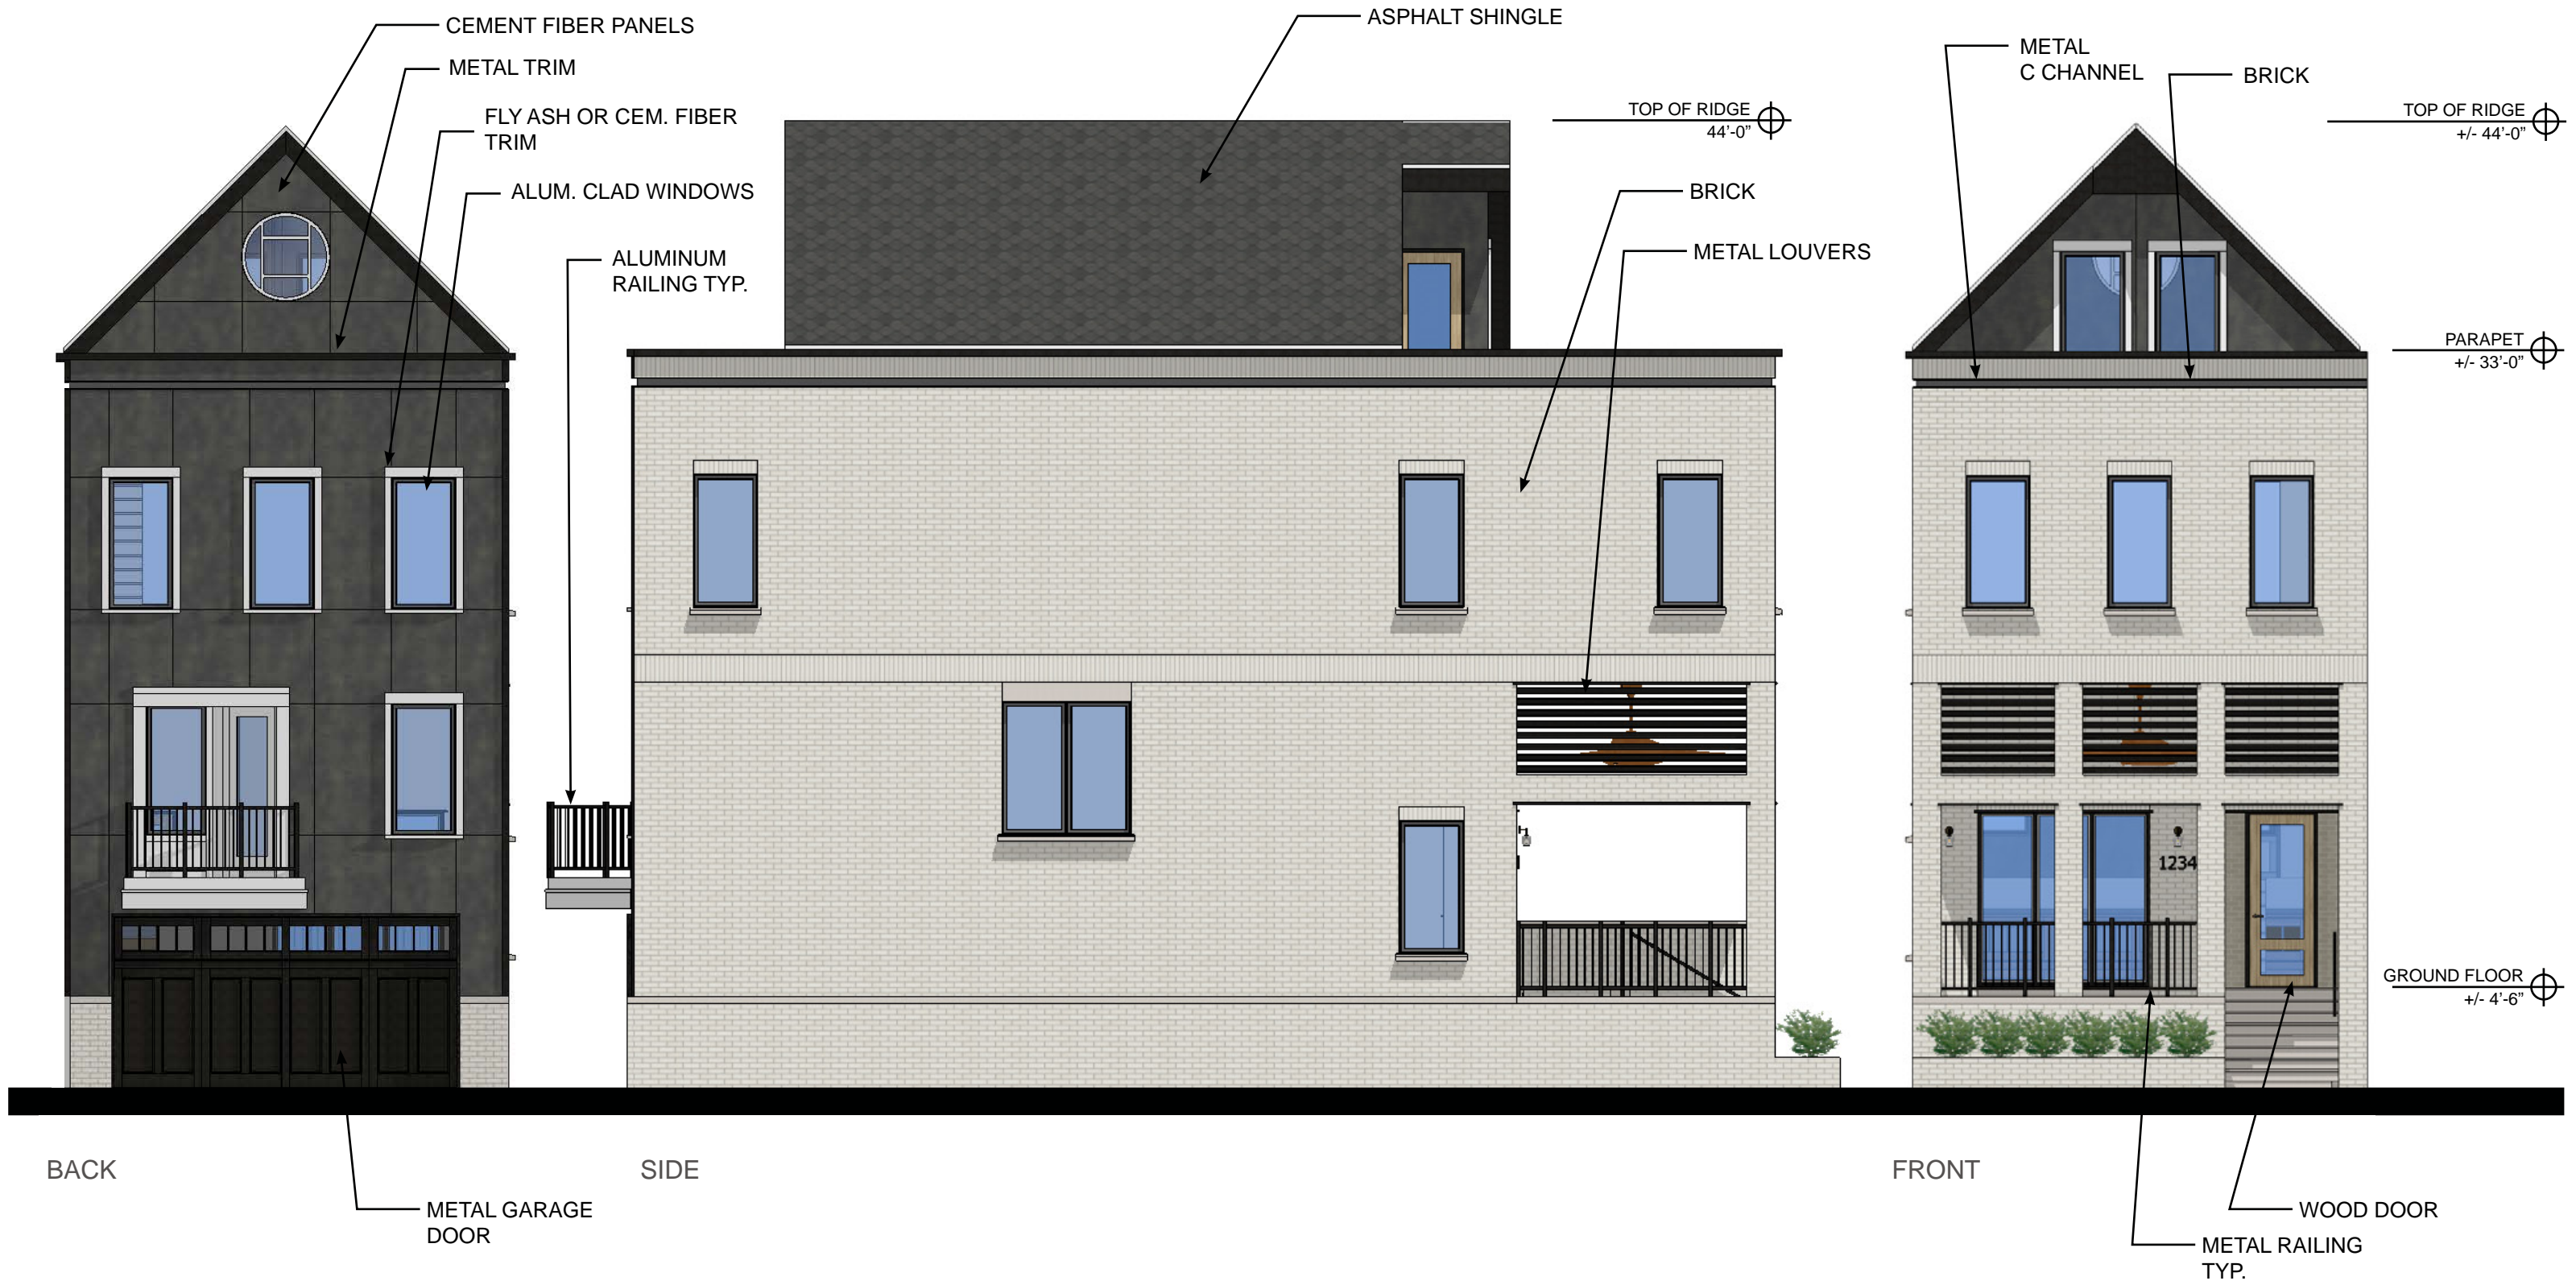 CEMENT FIBER PANELS
METAL TRIM
FLY ASH OR CEM. FIBER
TRIM
ALUM. CLAD WINDOWS
ALUMINUM
RAILING TYP.
ASPHALT SHINGLE
TOP OF RIDGE
44'-0”
BRICK
METAL LOUVERS
METAL
C CHANNEL
BRICK
TOP OF RIDGE
+/- 44'-0”
PARAPET
+/- 33'-0”
1234
GROUND FLOOR
+/- 4'-6”
BACK
SIDE
FRONT
METAL GARAGE
DOOR
WOOD DOOR
METAL RAILING
TYP.